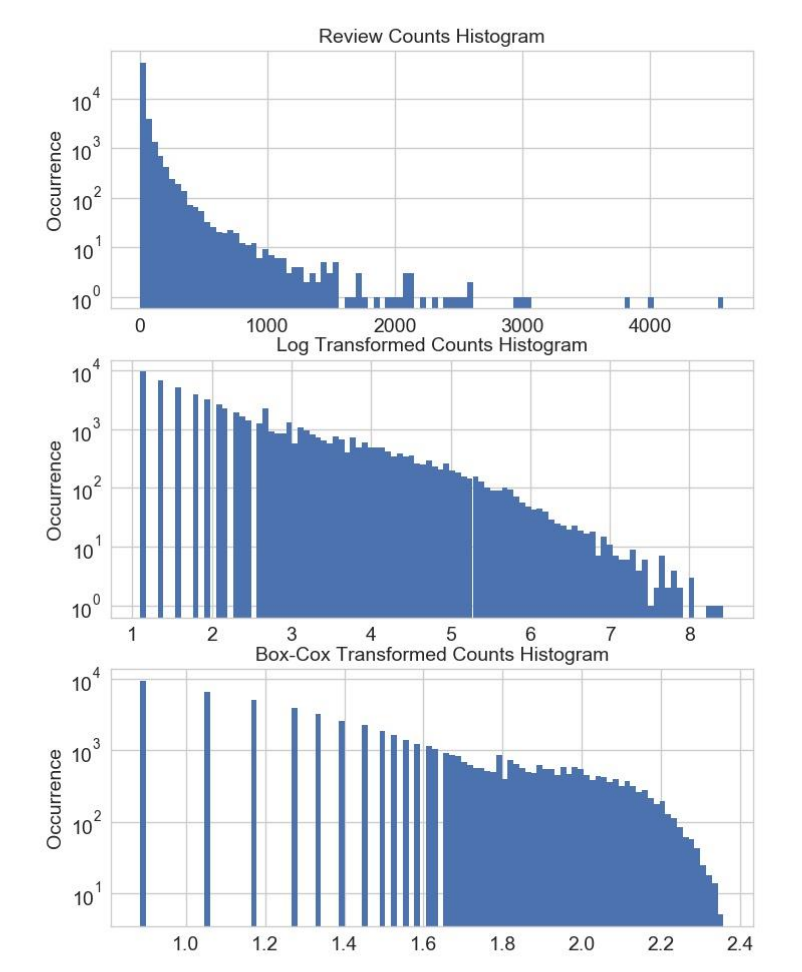 Review Counts Histogram
Occurrence
10^4
10^3
10^2
10^1
10^0
0 1000 2000 3000 4000
Log Transformed Counts Histogram
Occurrence
10^4
10^3
10^2
10^1
10^0
1 2 3 4 5 6 7 8
Box-Cox Transformed Counts Histogram
Occurrence
10^4
10^3
10^2
10^1
1.0 1.2 1.4 1.6 1.8 2.0 2.2 2.4